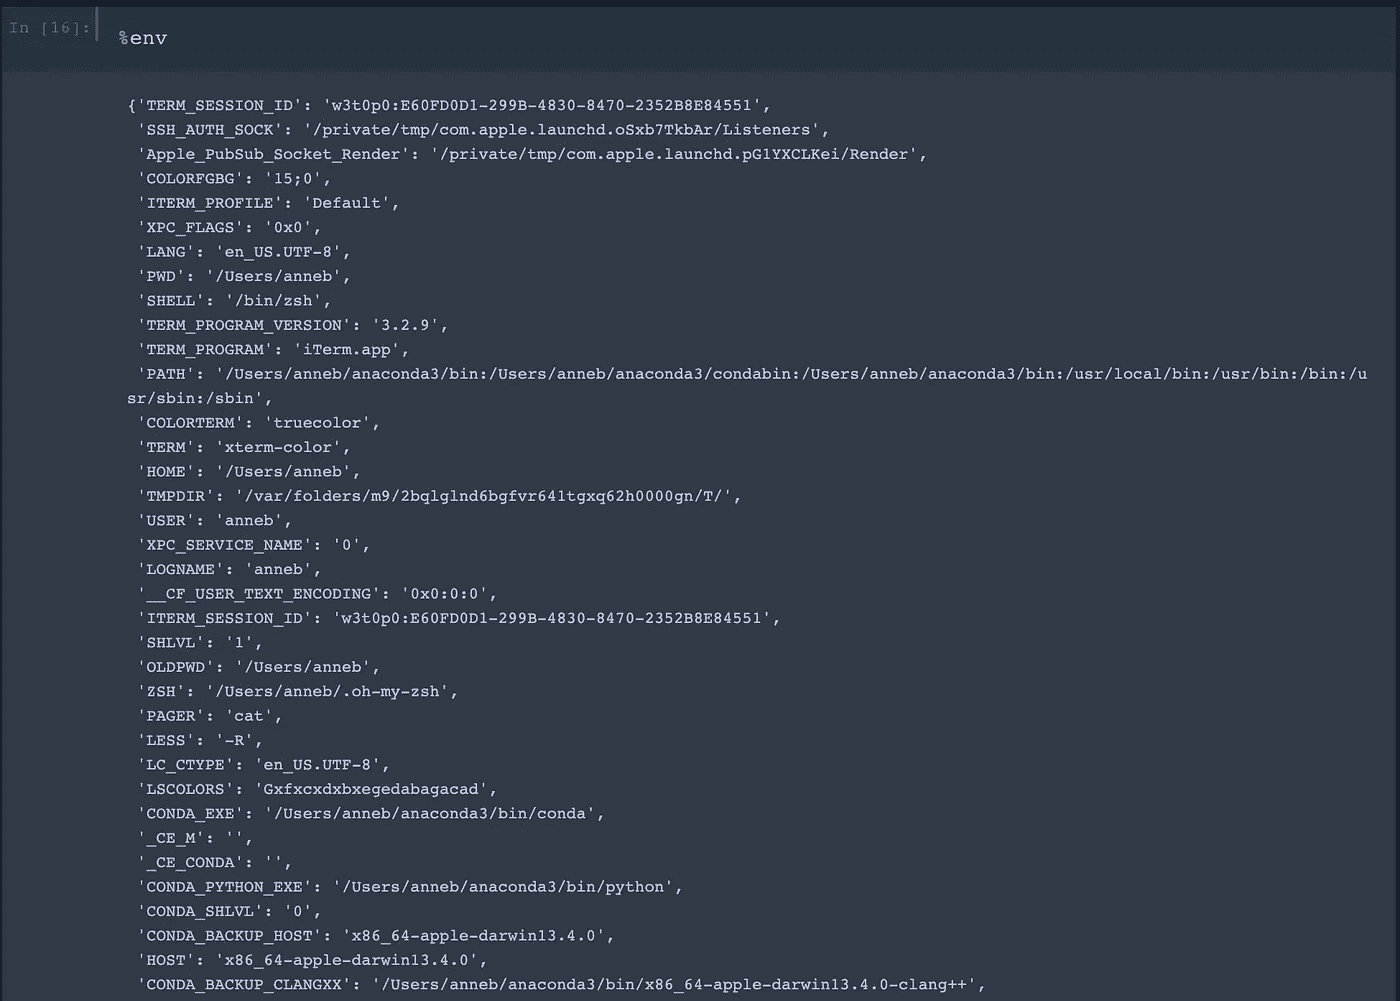 In [16]:
%env
{'TERM_SESSION_ID': 'w3t0p0:E60FD0D1-299B-4830-8470-2352B8E84551',
'SSH_AUTH_SOCK': '/private/tmp/com.apple.launchd.oSxb7TkbAr/Listeners',
'Apple_PubSub_Socket_Render': '/private/tmp/com.apple.launchd.pG1YXCLKei/Render',
'COLORFGBG': '15;0',
'ITERM_PROFILE': 'Default',
'XPC_FLAGS': '0x0',
'LANG': 'en_US.UTF-8',
'PWD': '/Users/anneb',
'SHELL': '/bin/zsh',
'TERM_PROGRAM_VERSION': '3.2.9',
'TERM_PROGRAM': 'iTerm.app',
'PATH': '/Users/anneb/anaconda3/bin:/Users/anneb/anaconda3/condabin:/Users/anneb/anaconda3/bin:/usr/local/bin:/usr/bin:/bin:/u
sr/sbin:/sbin',
'COLORTERM': 'truecolor',
'TERM': 'xterm-color',
'HOME': '/Users/anneb',
'TMPDIR': '/var/folders/m9/2bqlglnd6bgfvr641tgxq62h0000gn/T/',
'USER': 'anneb',
'XPC_SERVICE_NAME': '0',
'LOGNAME': 'anneb',
'__CF_USER_TEXT_ENCODING': '0x0:0:0',
'ITERM_SESSION_ID': 'w3t0p0:E60FD0D1-299B-4830-8470-2352B8E84551',
'SHLVL': '1',
'OLDPWD': '/Users/anneb',
'ZSH': '/Users/anneb/.oh-my-zsh',
'PAGER': 'cat',
'LESS': '-R',
'LC_CTYPE': 'en_US.UTF-8',
'LSCOLORS': 'Gxfxcxdxbxegedabagacad',
'CONDA_EXE': '/Users/anneb/anaconda3/bin/conda',
'_CE_M': '',
'_CE_CONDA': '',
'CONDA_PYTHON_EXE': '/Users/anneb/anaconda3/bin/python',
'CONDA_SHLVL': '0',
'CONDA_BACKUP_HOST': 'x86_64-apple-darwin13.4.0',
'HOST': 'x86_64-apple-darwin13.4.0',
'CONDA_BACKUP_CLANGXX': '/Users/anneb/anaconda3/bin/x86_64-apple-darwin13.4.0-clang++',